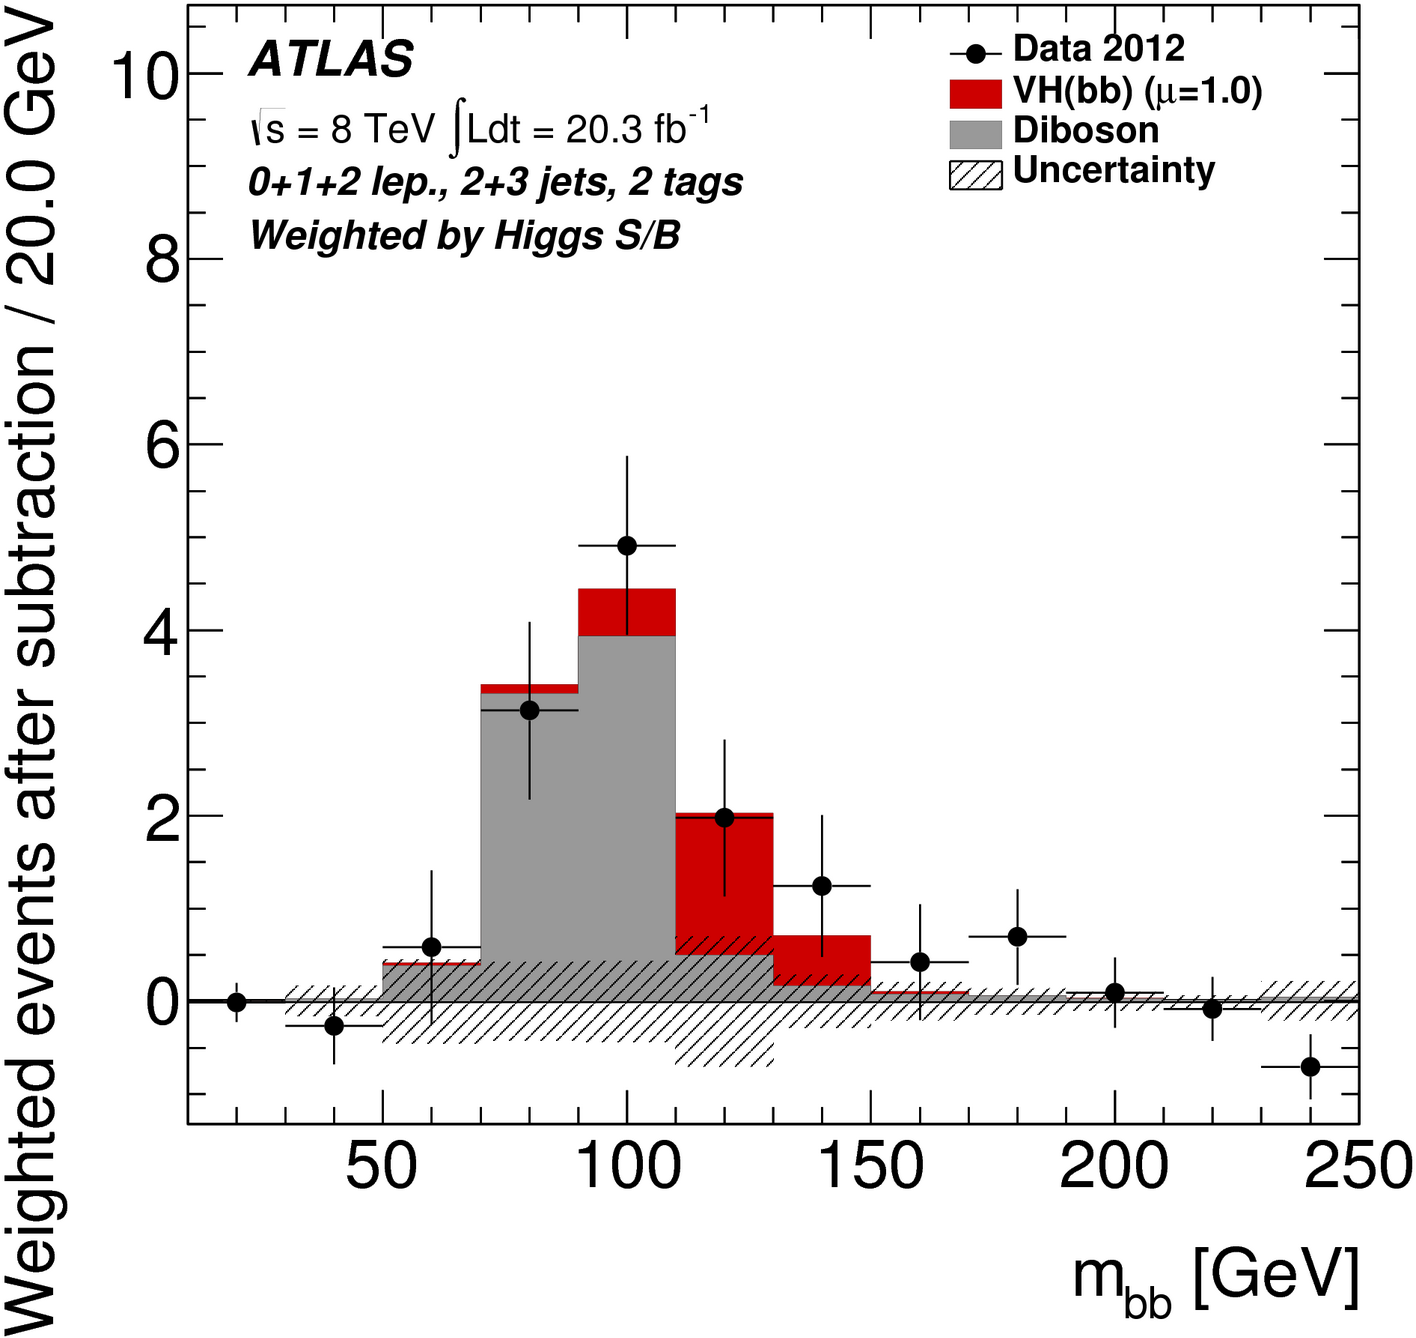 Weighted events after subtraction / 20.0 GeV
10
8
6
4
2
0
ATLAS
√s = 8 TeV ∫Ldt = 20.3 fb⁻¹
0+1+2 lep., 2+3 jets, 2 tags
Weighted by Higgs S/B
Data 2012
VH(bb) (μ=1.0)
Diboson
Uncertainty
50 100 150 200 250
m_bb [GeV]